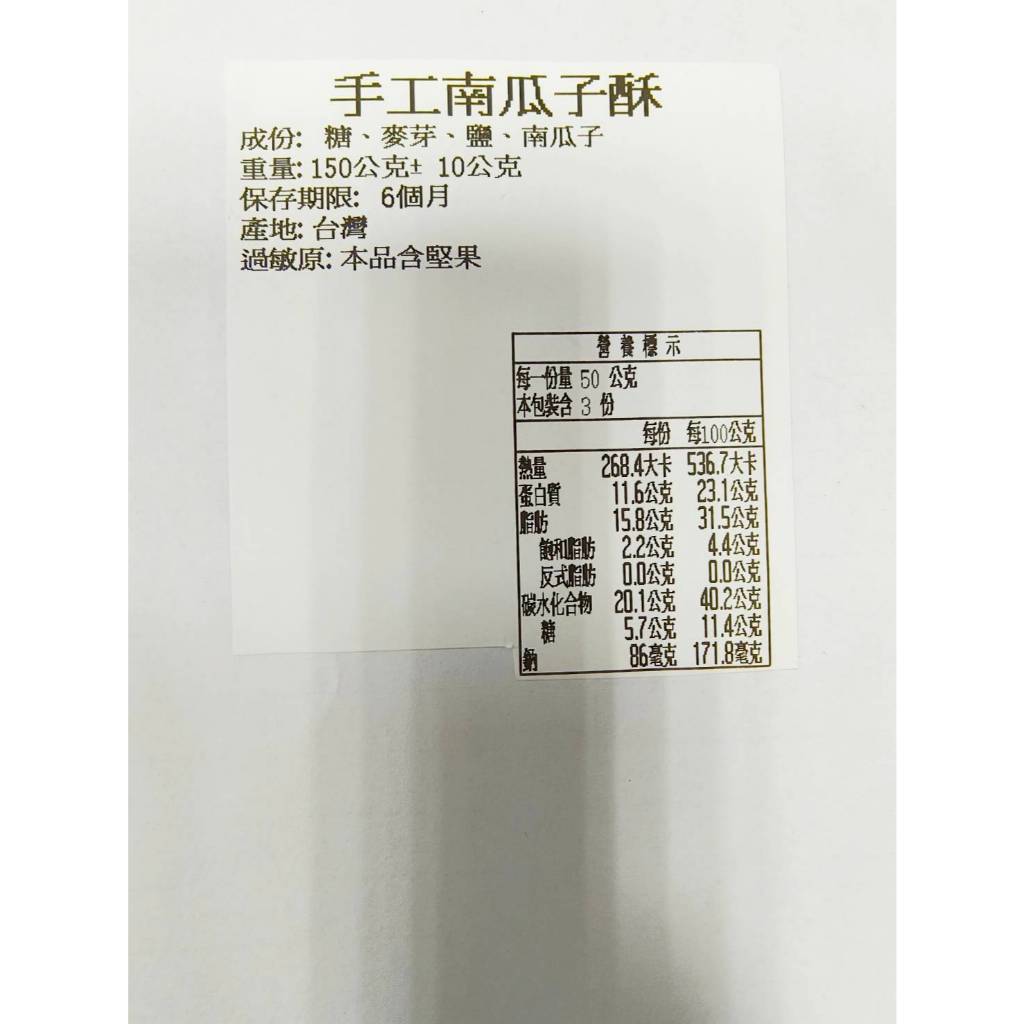 手工南瓜子酥
成份: 糖、麥芽、鹽、南瓜子
重量:150公克± 10公克
保存期限: 6個月
產地:台灣
過敏原:本品含堅果
營養標示
每一份量 50 公克
本包裝含 3 份
每份 每100公克
熱量 268.4大卡 536.7大卡
蛋白質 11.6公克 23.1公克
脂肪 15.8公克 31.5公克
飽和脂肪 2.2公克 4.4公克
反式脂肪 0.0公克 0.0公克
碳水化合物 20.1公克 40.2公克
糖 5.7公克 11.4公克
鈉 86毫克 171.8毫克